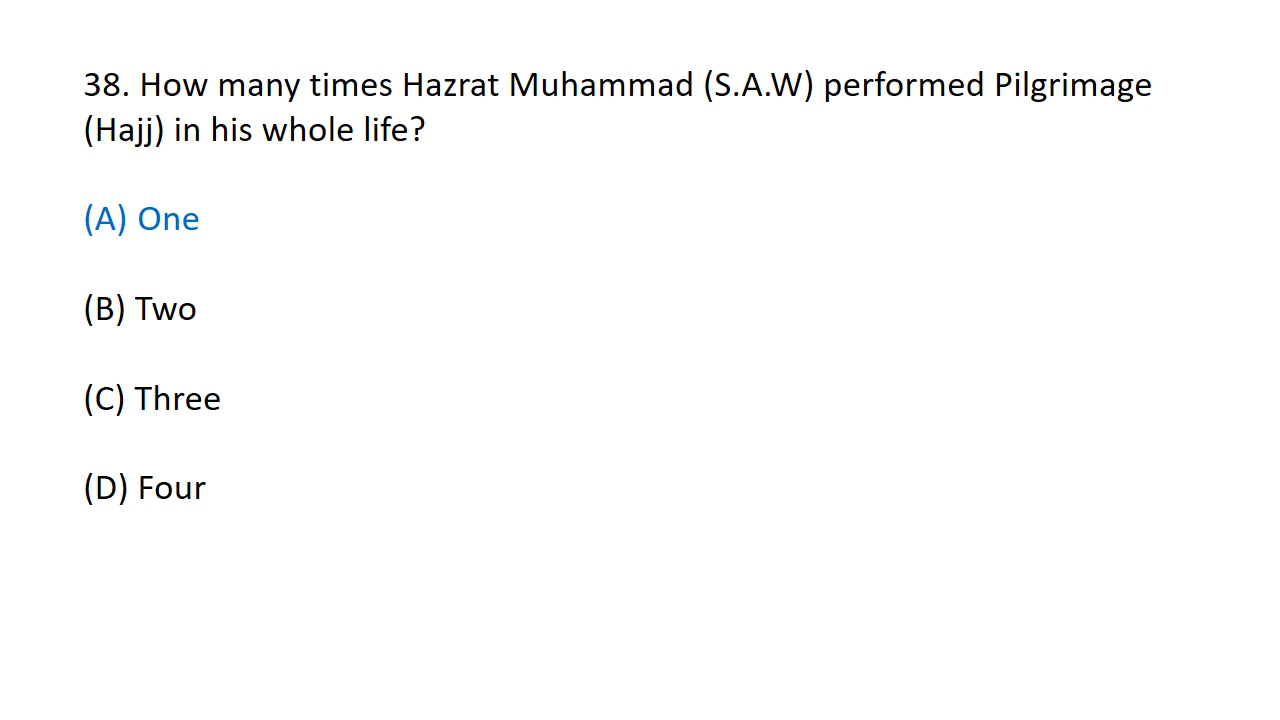 38. How many times Hazrat Muhammad (S.A.W) performed Pilgrimage
(Hajj) in his whole life?
(A) One
(B) Two
(C) Three
(D) Four